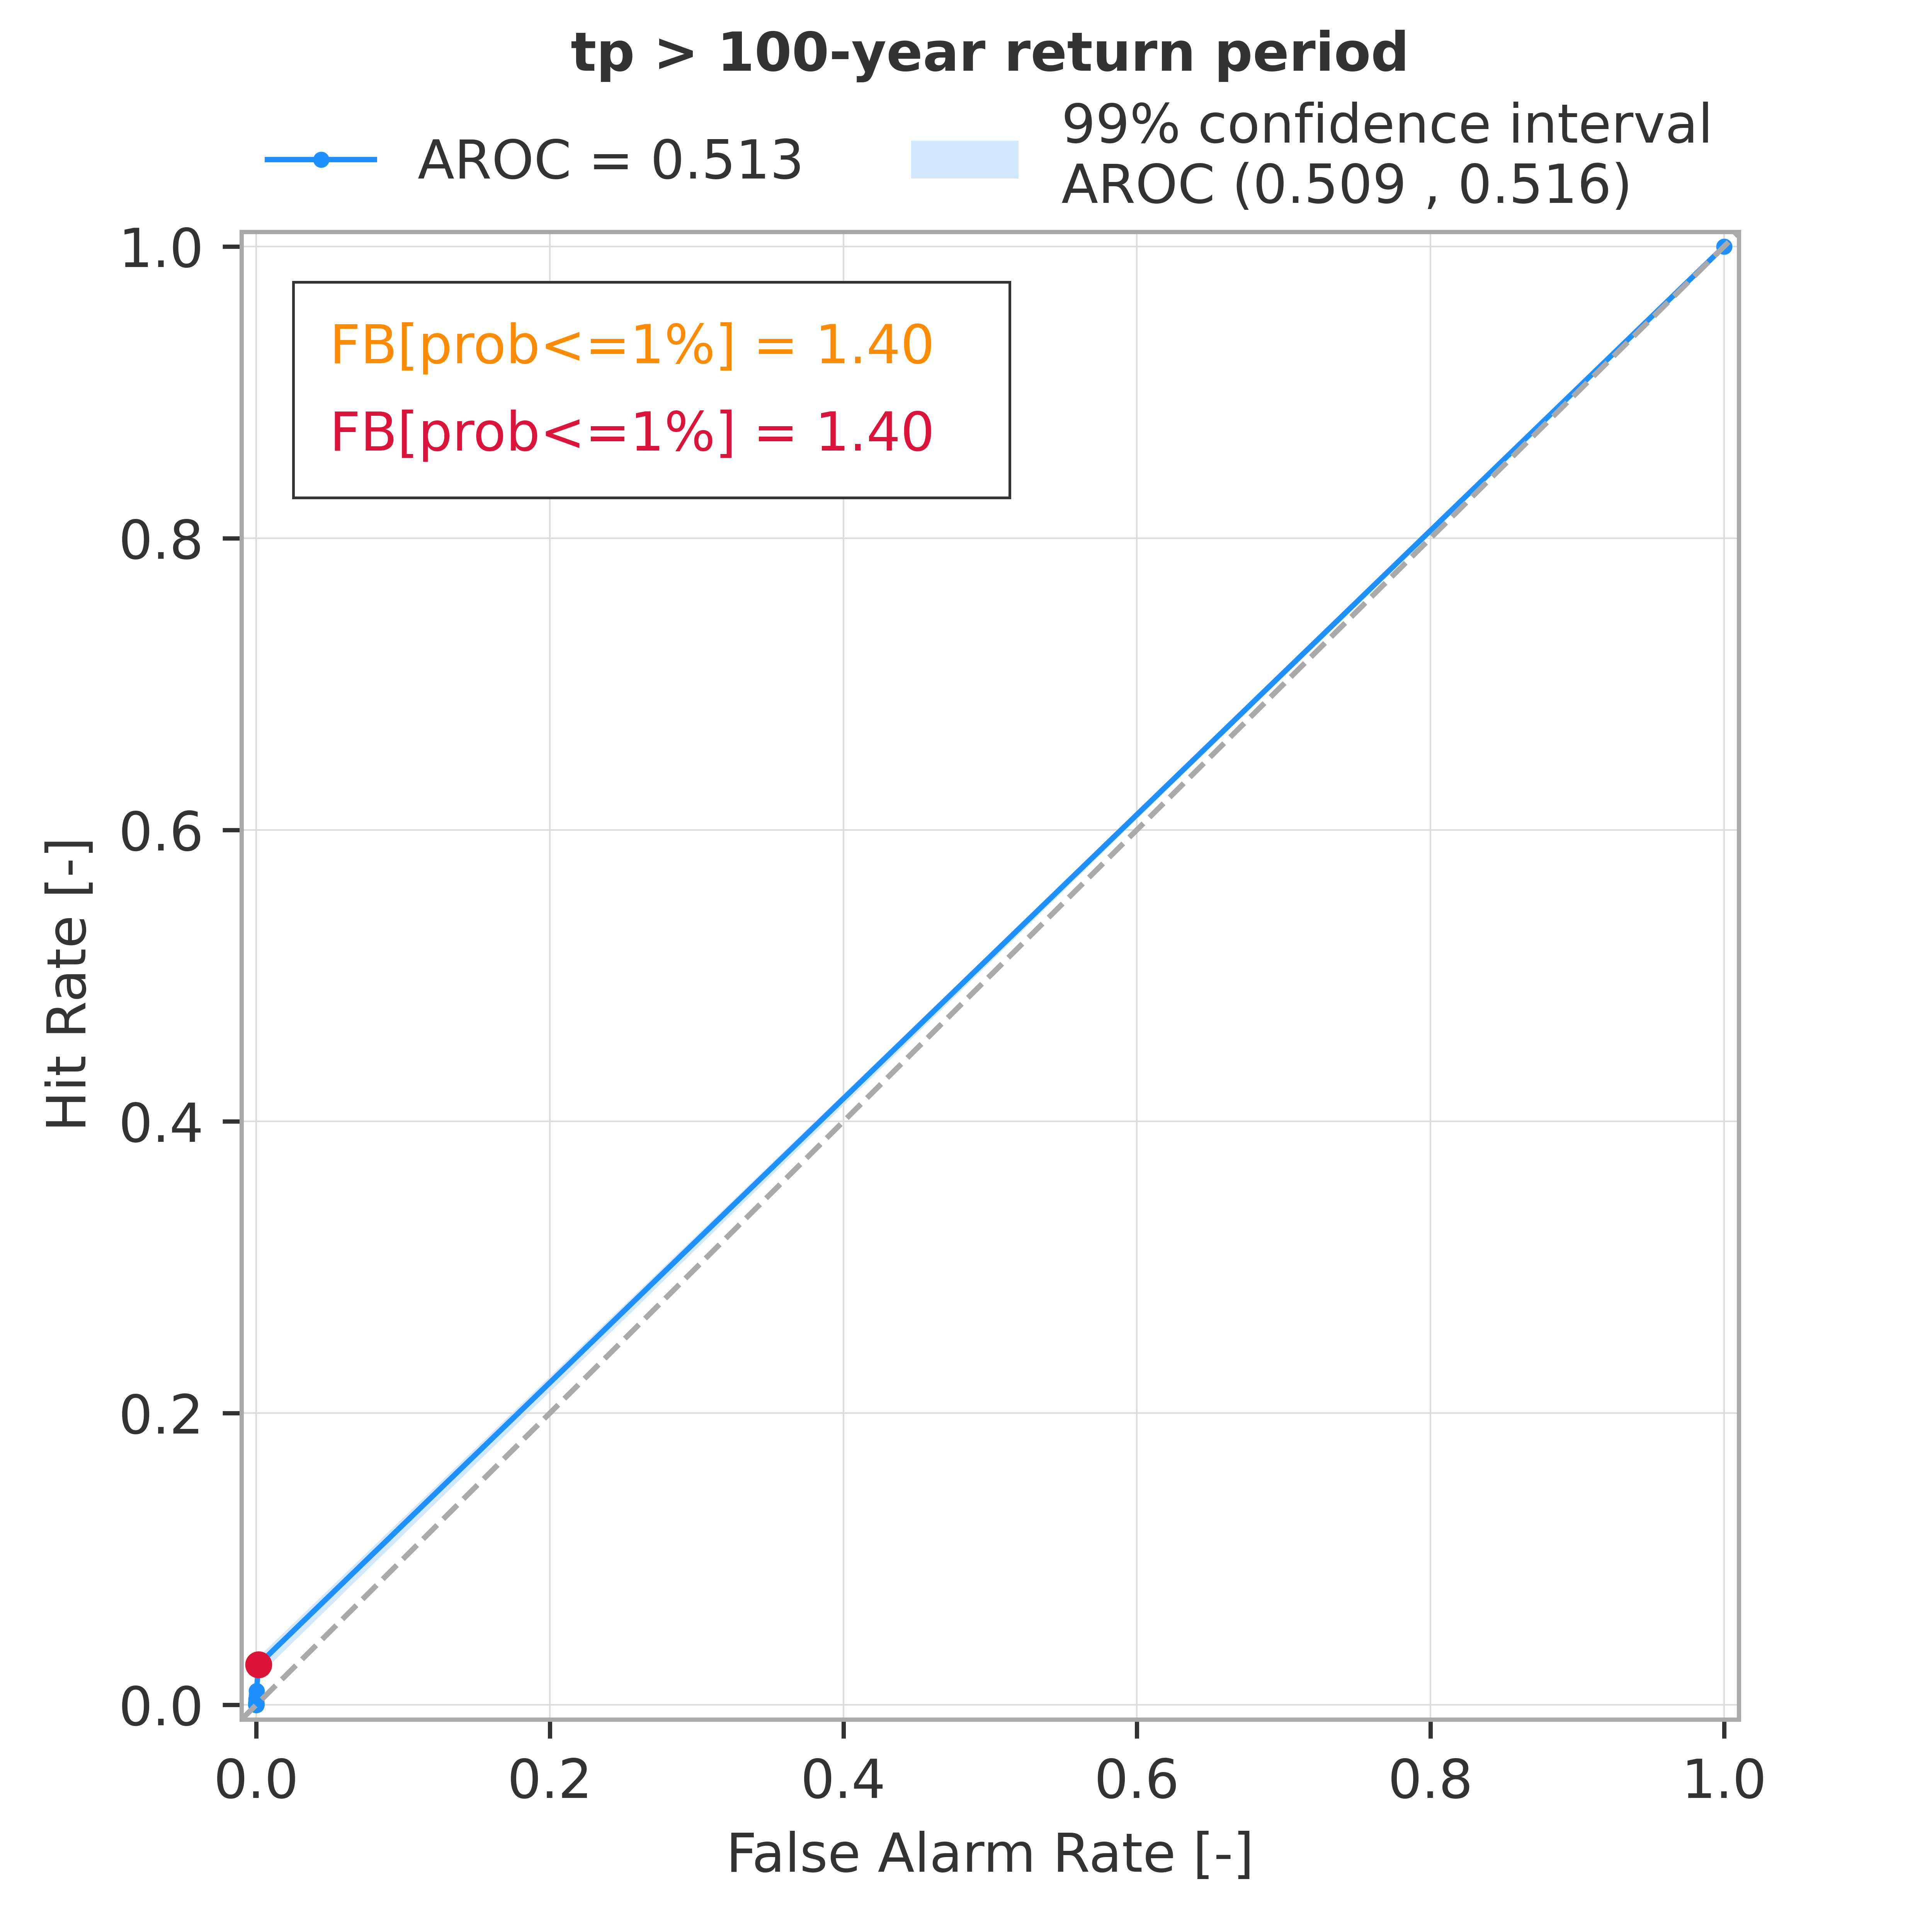 tp > 100-year return period
AROC = 0.513
99% confidence interval
AROC (0.509 , 0.516)
FB[prob<=1%] = 1.40
FB[prob<=1%] = 1.40
1.0
0.8
0.6
0.4
0.2
0.0
Hit Rate [-]
0.0 0.2 0.4 0.6 0.8 1.0
False Alarm Rate [-]